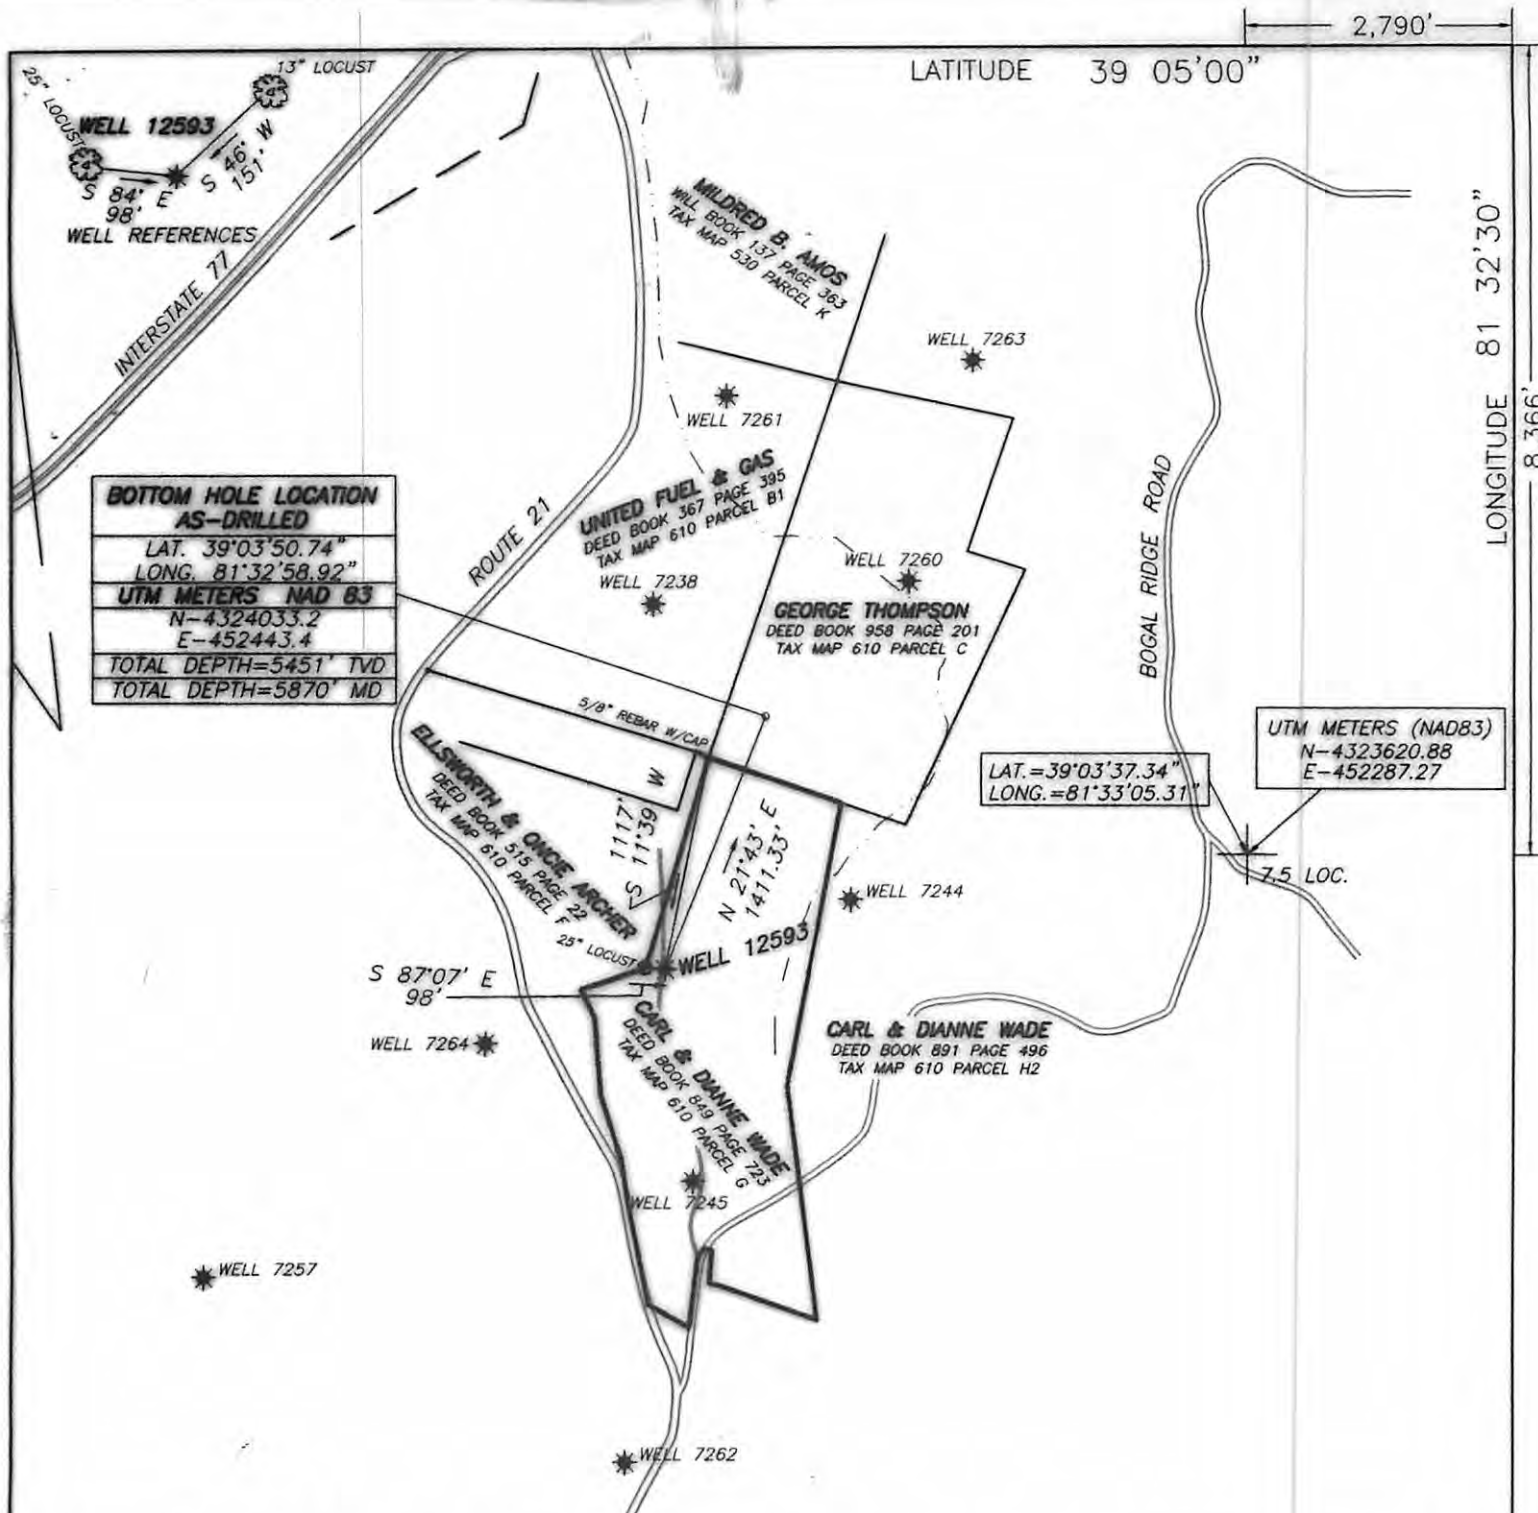 2,790'
LATITUDE 39 05'00"
13" LOCUST
25" LOCUST
WELL 12593
S 46° W
151'
S 84° E
98'
WELL REFERENCES
INTERSTATE 77
MILDRED B. AMOS
WILL BOOK 137 PAGE 363
TAX MAP 530 PARCEL K
LONGITUDE 81 32'30"
8,366'
WELL 7263
WELL 7261
BOTTOM HOLE LOCATION
AS-DRILLED
LAT. 39°03'50.74"
LONG. 81°32'58.92"
UTM METERS NAD 83
N-4324033.2
E-452443.4
TOTAL DEPTH=5451' TVD
TOTAL DEPTH=5870' MD
ROUTE 21
UNITED FUEL & GAS
DEED BOOK 367 PAGE 395
TAX MAP 610 PARCEL B1
WELL 7238
WELL 7260
GEORGE THOMPSON
DEED BOOK 958 PAGE 201
TAX MAP 610 PARCEL C
BOGAL RIDGE ROAD
5/8" REBAR W/CAP
UTM METERS (NAD83)
N-4323620.88
E-452287.27
LAT.=39°03'37.34"
LONG.=81°33'05.31"
7.5 LOC.
ELLSWORTH & ONCIE ARCHER
DEED BOOK 515 PAGE 22
TAX MAP 610 PARCEL F
1117'
S 11°39' W
N 21°43' E
1411.33'
WELL 7244
25" LOCUST
WELL 12593
S 87°07' E
98'
WELL 7264
CARL & DIANNE WADE
DEED BOOK 849 PAGE 723
TAX MAP 610 PARCEL G
CARL & DIANNE WADE
DEED BOOK 891 PAGE 496
TAX MAP 610 PARCEL H2
WELL 7245
WELL 7257
WELL 7262